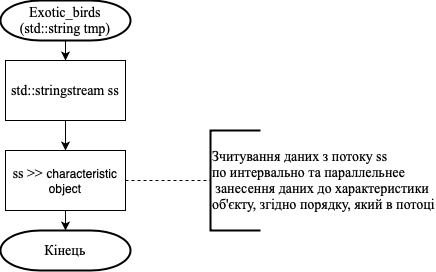 Exotic_birds
(std::string tmp)
std::stringstream ss
ss >> characteristic
object
Зчитування даних з потоку ss
по интервально та параллельнее
занесення даних до характеристики
об'єкту, згідно порядку, який в потоці
Кінець